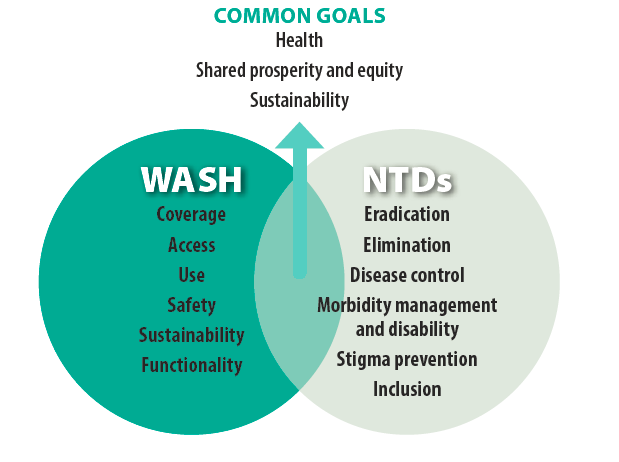 COMMON GOALS
Health
Shared prosperity and equity
Sustainability
WASH
Coverage
Access
Use
Safety
Sustainability
Functionality
NTDs
Eradication
Elimination
Disease control
Morbidity management
and disability
Stigma prevention
Inclusion